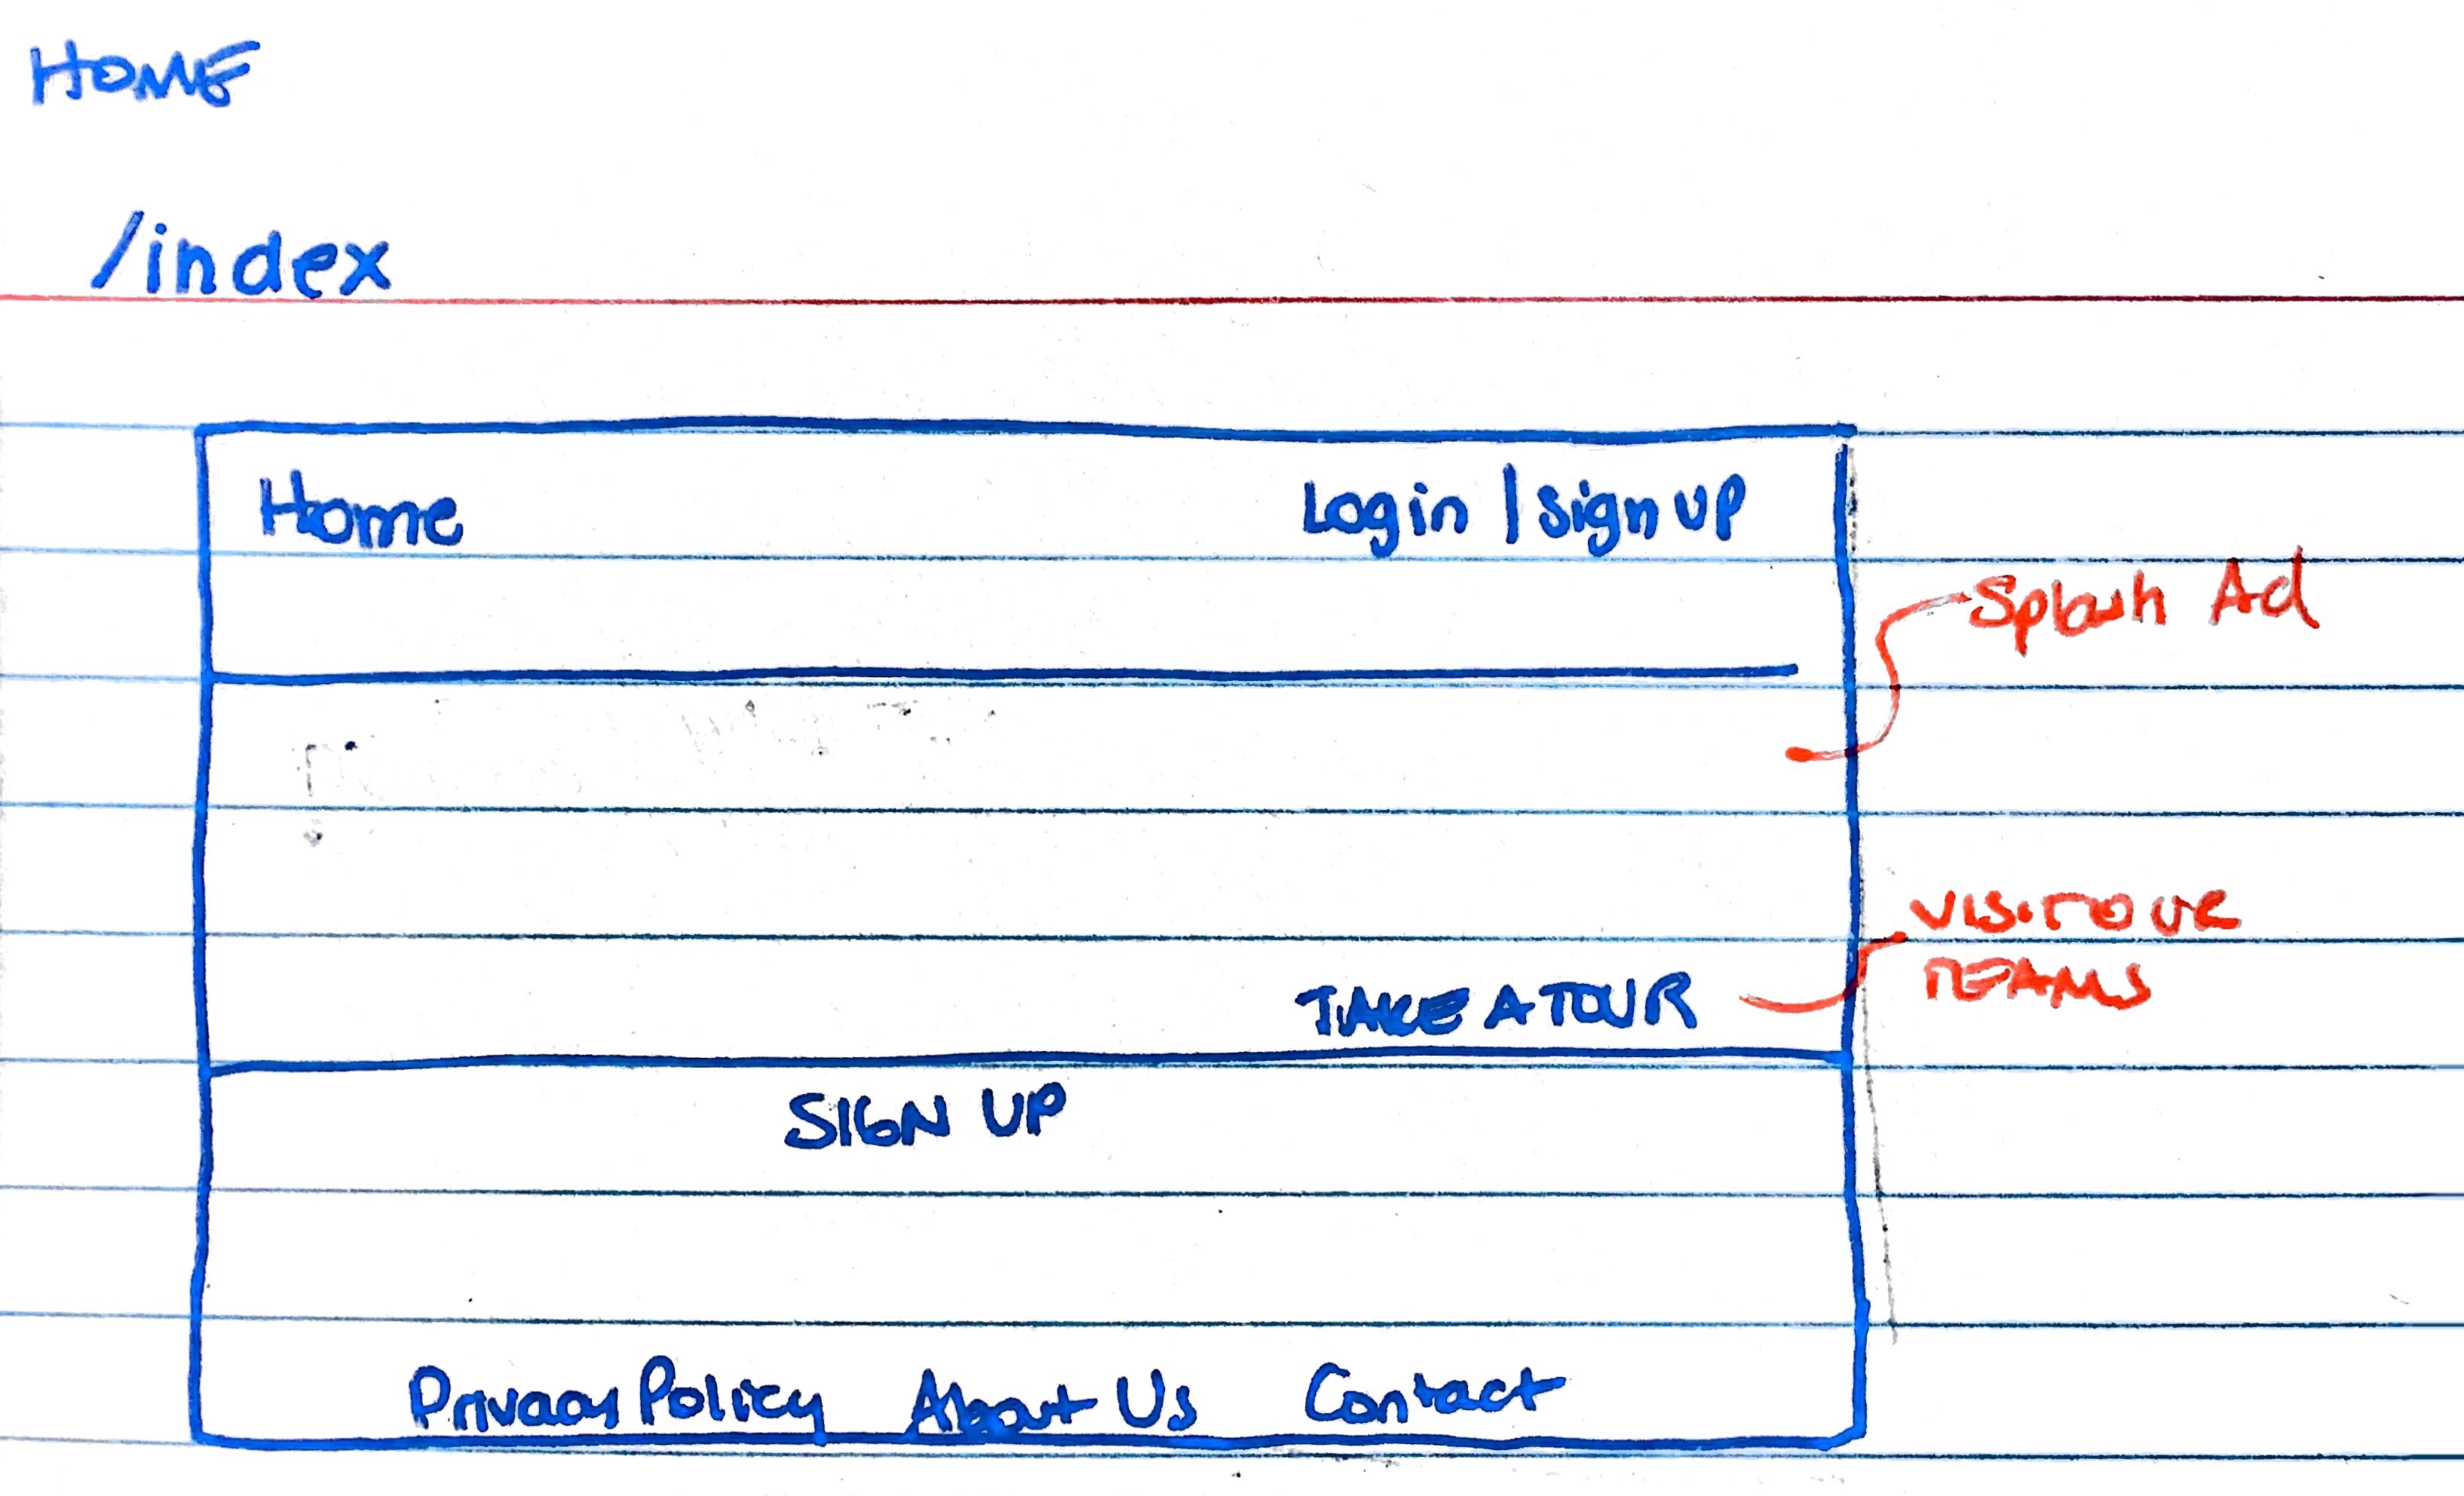 HOME
/index
Home
Login | Sign up
Splash Ad
VISIT OUR
TEAMS
TAKE A TOUR
SIGN UP
Privacy Policy About Us Contact